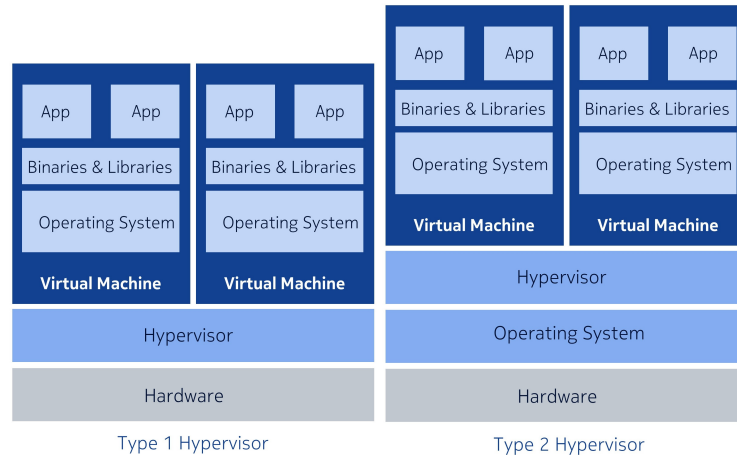 App App
Binaries & Libraries
Operating System
Virtual Machine
App App
Binaries & Libraries
Operating System
Virtual Machine
Hypervisor
Hardware
Type 1 Hypervisor
App App
Binaries & Libraries
Operating System
Virtual Machine
App App
Binaries & Libraries
Operating System
Virtual Machine
Hypervisor
Operating System
Hardware
Type 2 Hypervisor